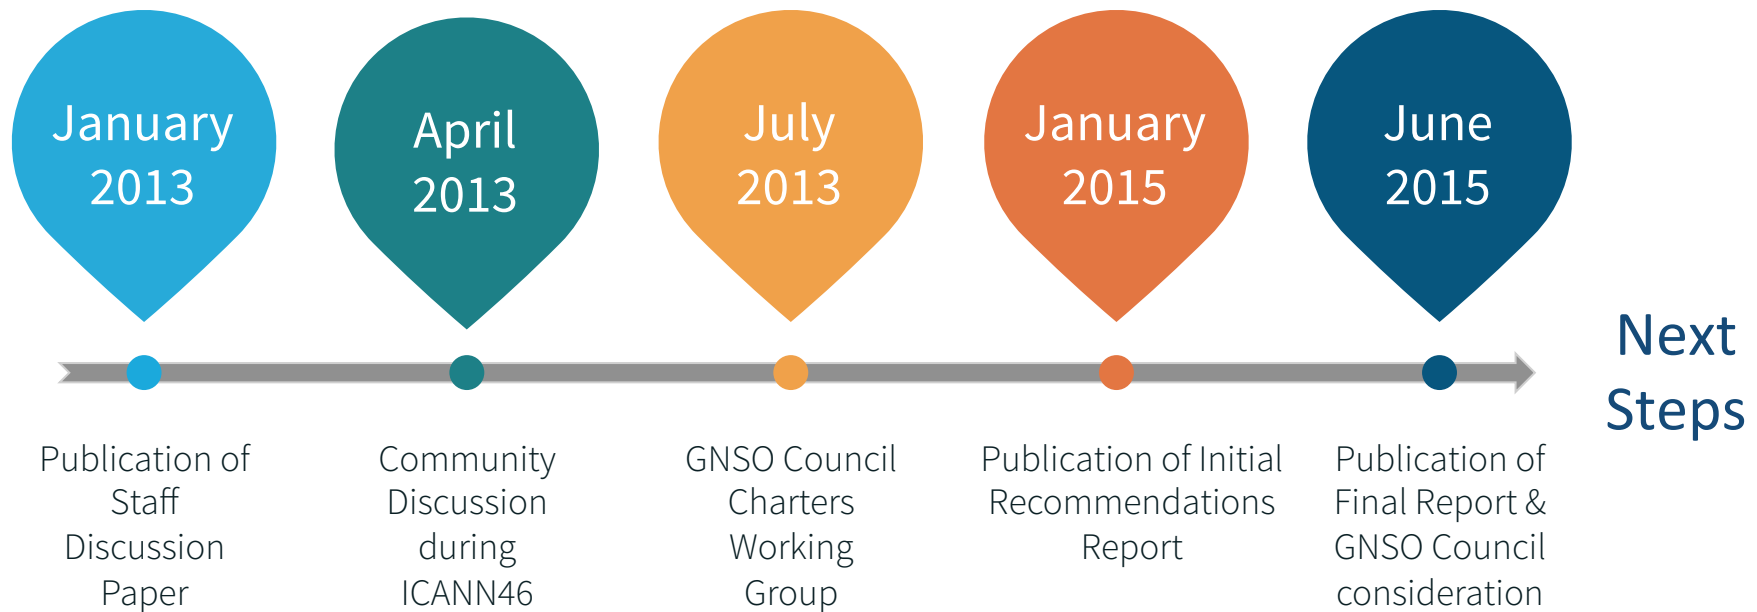 January
2013
April
2013
July
2013
January
2015
June
2015
Next
Steps
Publication of
Staff
Discussion
Paper
Community
Discussion
during
ICANN46
GNSO Council
Charters
Working
Group
Publication of Initial
Recommendations
Report
Publication of
Final Report &
GNSO Council
consideration